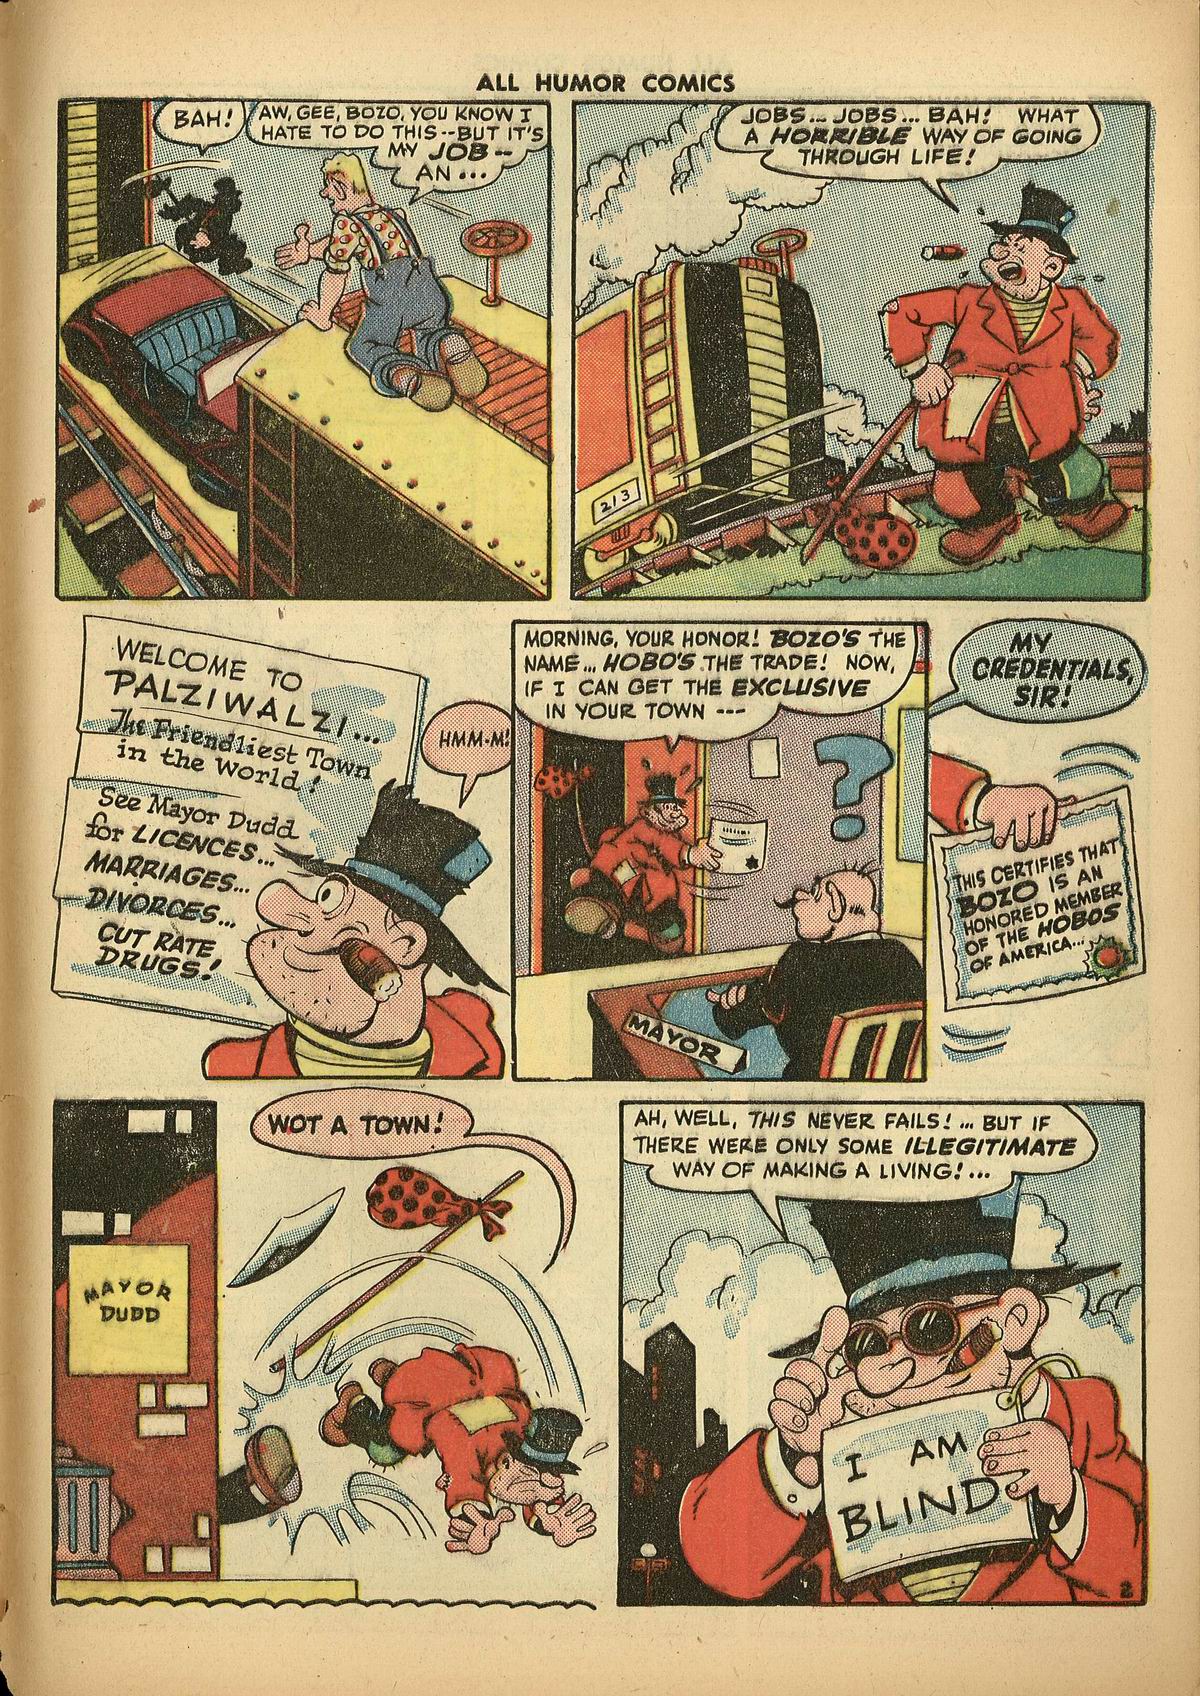 ALL HUMOR COMICS
BAH!
AW, GEE, BOZO, YOU KNOW I
HATE TO DO THIS--BUT IT'S
MY JOB--
AN...
JOBS... JOBS... BAH! WHAT
A HORRIBLE WAY OF GOING
THROUGH LIFE!
213
WELCOME TO
PALZIWALZI...
The Friendliest Town
in the World!
See Mayor Dudd
for LICENCES...
MARRIAGES...
DIVORCES...
CUT RATE
DRUGS!
HMM-M!
MORNING, YOUR HONOR! BOZO'S THE
NAME... HOBO'S THE TRADE! NOW,
IF I CAN GET THE EXCLUSIVE
IN YOUR TOWN ---
?
MAYOR
MY
CREDENTIALS,
SIR!
THIS CERTIFIES THAT
BOZO IS AN
HONORED MEMBER
OF THE HOBOS
OF AMERICA...
WOT A TOWN!
MAYOR
DUDD
AH, WELL, THIS NEVER FAILS!... BUT IF
THERE WERE ONLY SOME ILLEGITIMATE
WAY OF MAKING A LIVING!...
I AM
BLIND
2